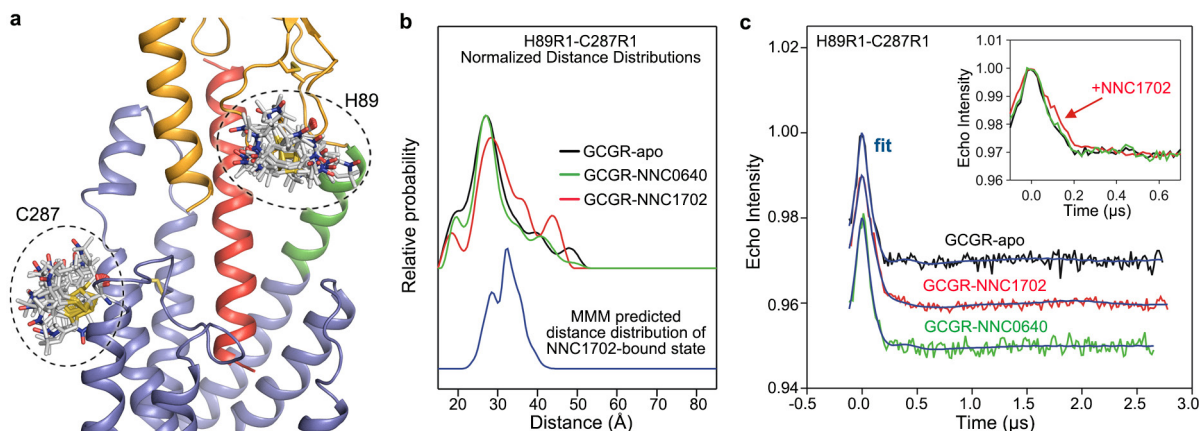 a
H89
C287
b
H89R1-C287R1
Normalized Distance Distributions
GCGR-apo
GCGR-NNC0640
GCGR-NNC1702
MMM predicted
distance distribution of
NNC1702-bound state
Relative probability
20 30 40 50 60 70 80
Distance (Å)
c
H89R1-C287R1
1.02
1.00
0.98
0.96
0.94
Echo Intensity
fit
GCGR-apo
GCGR-NNC1702
GCGR-NNC0640
-0.5 0.0 0.5 1.0 1.5 2.0 2.5 3.0
Time (µs)
1.01
1.00
0.99
0.98
0.97
0.96
Echo Intensity
+NNC1702
0.0 0.2 0.4 0.6
Time (µs)